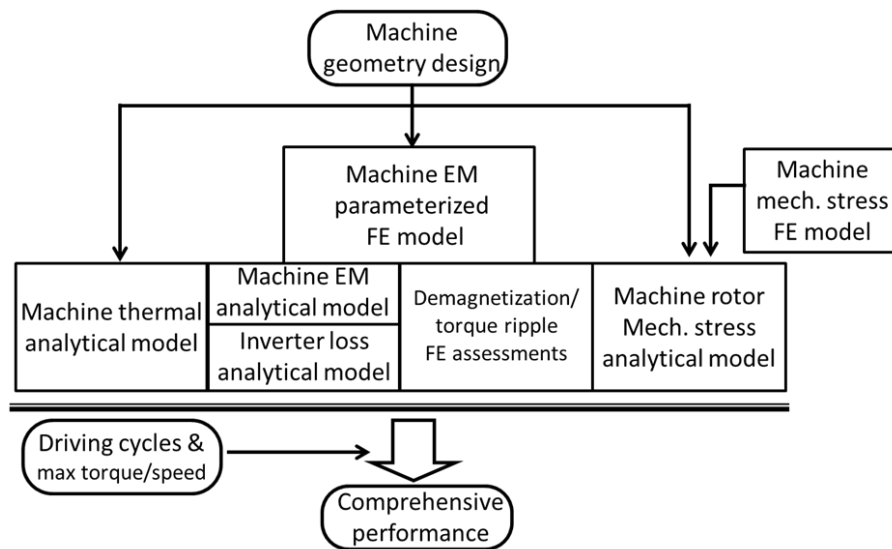 Machine
geometry design
Machine EM
parameterized
FE model
Machine
mech. stress
FE model
Machine thermal
analytical model
Machine EM
analytical model
Inverter loss
analytical model
Demagnetization/
torque ripple
FE assessments
Machine rotor
Mech. stress
analytical model
Driving cycles &
max torque/speed
Comprehensive
performance